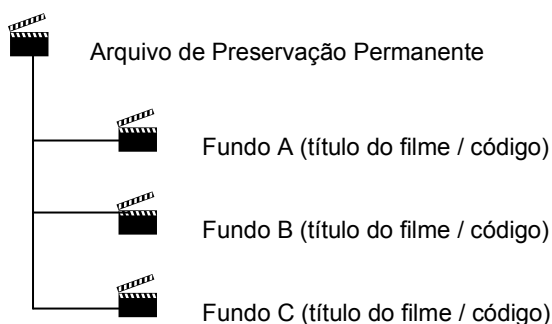 Arquivo de Preservação Permanente
Fundo A (título do filme / código)
Fundo B (título do filme / código)
Fundo C (título do filme / código)